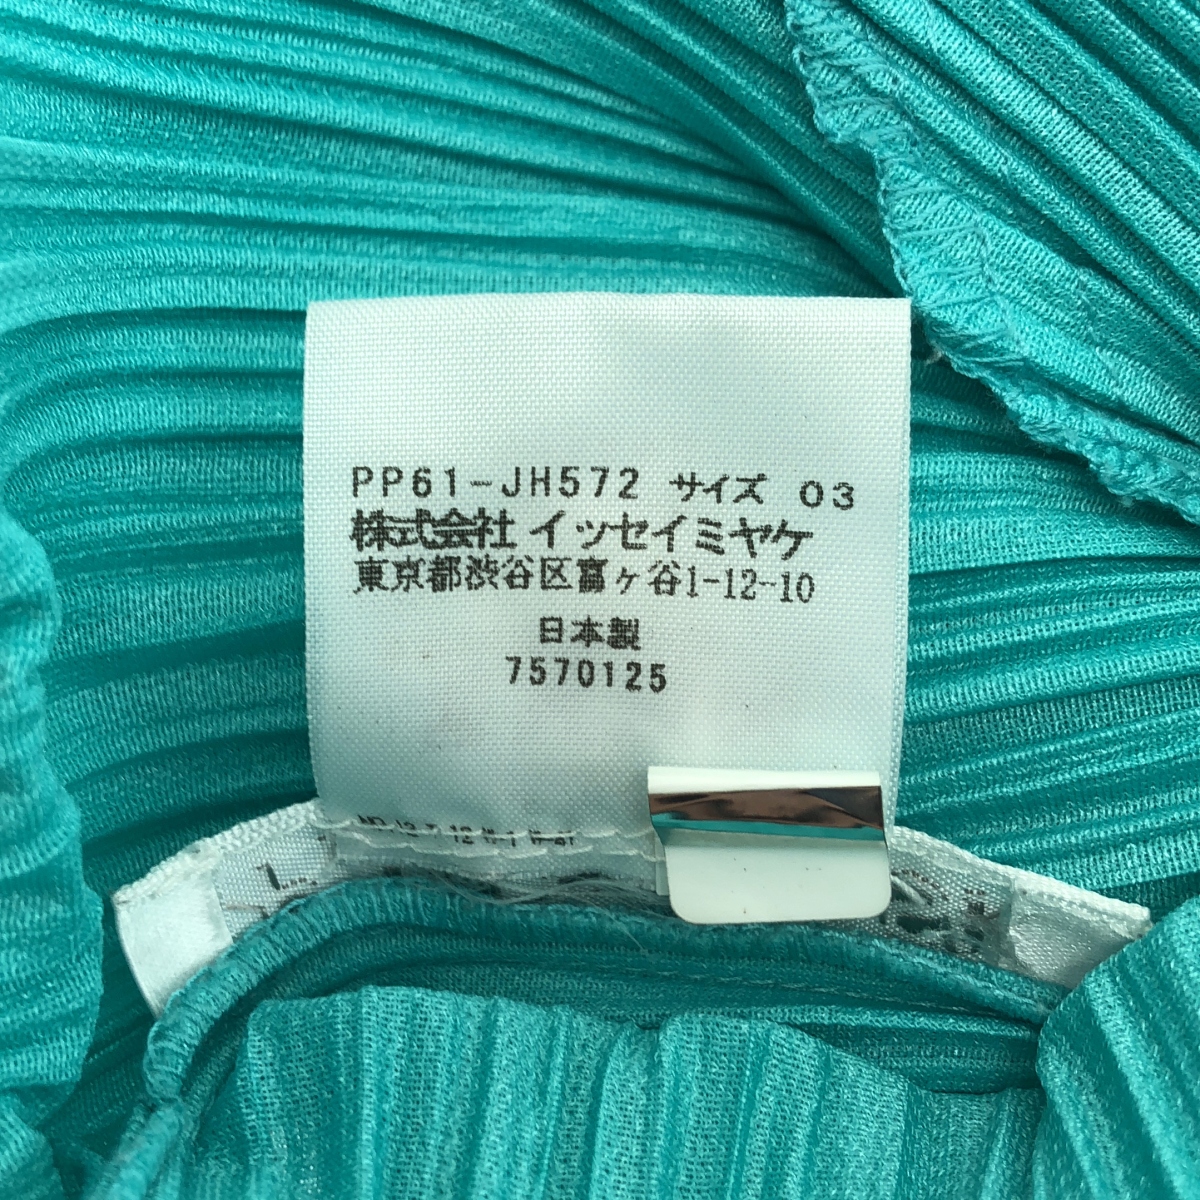 PP61-JH572 サイズ 03
株式会社 イッセイミヤケ
東京都渋谷区富ヶ谷1-12-10
日本製
7570125